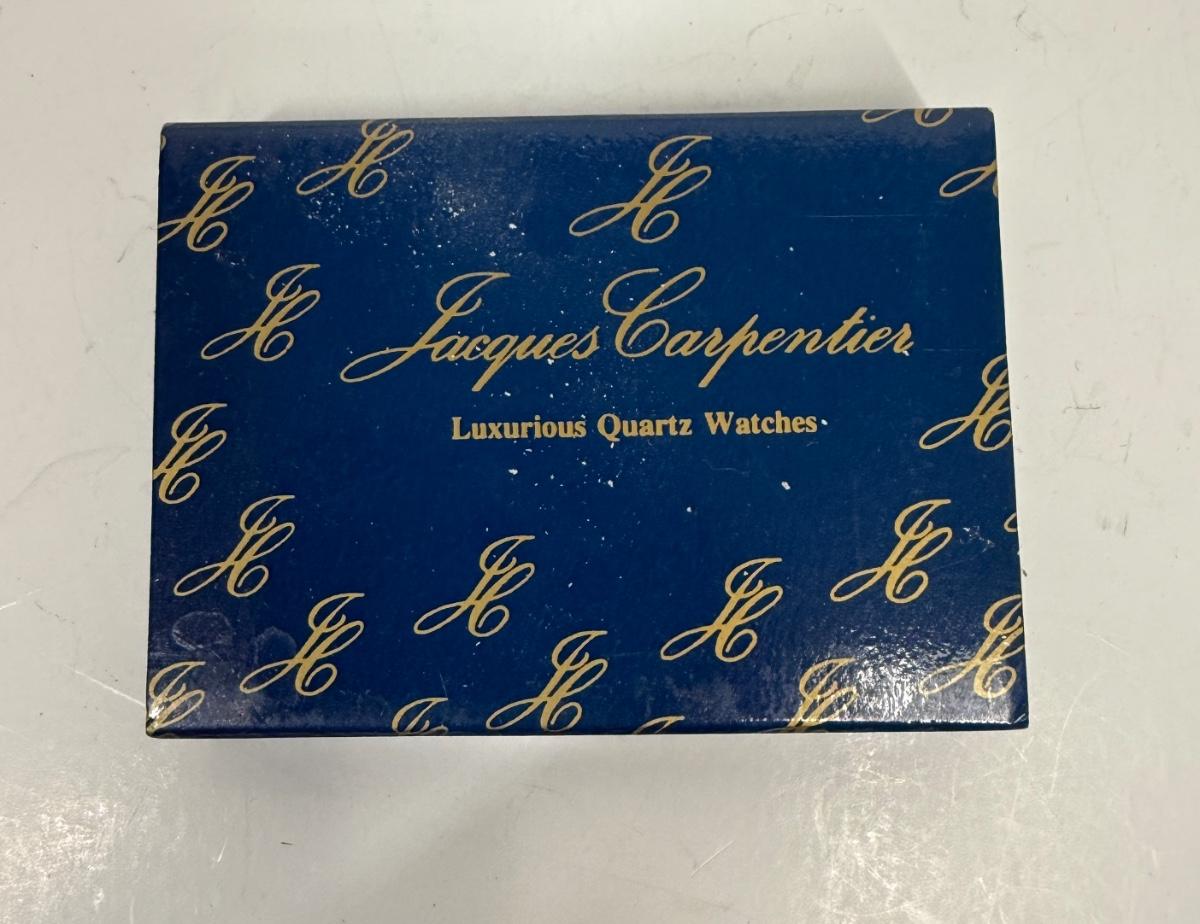 Jacques Carpentier
Luxurious Quartz Watches